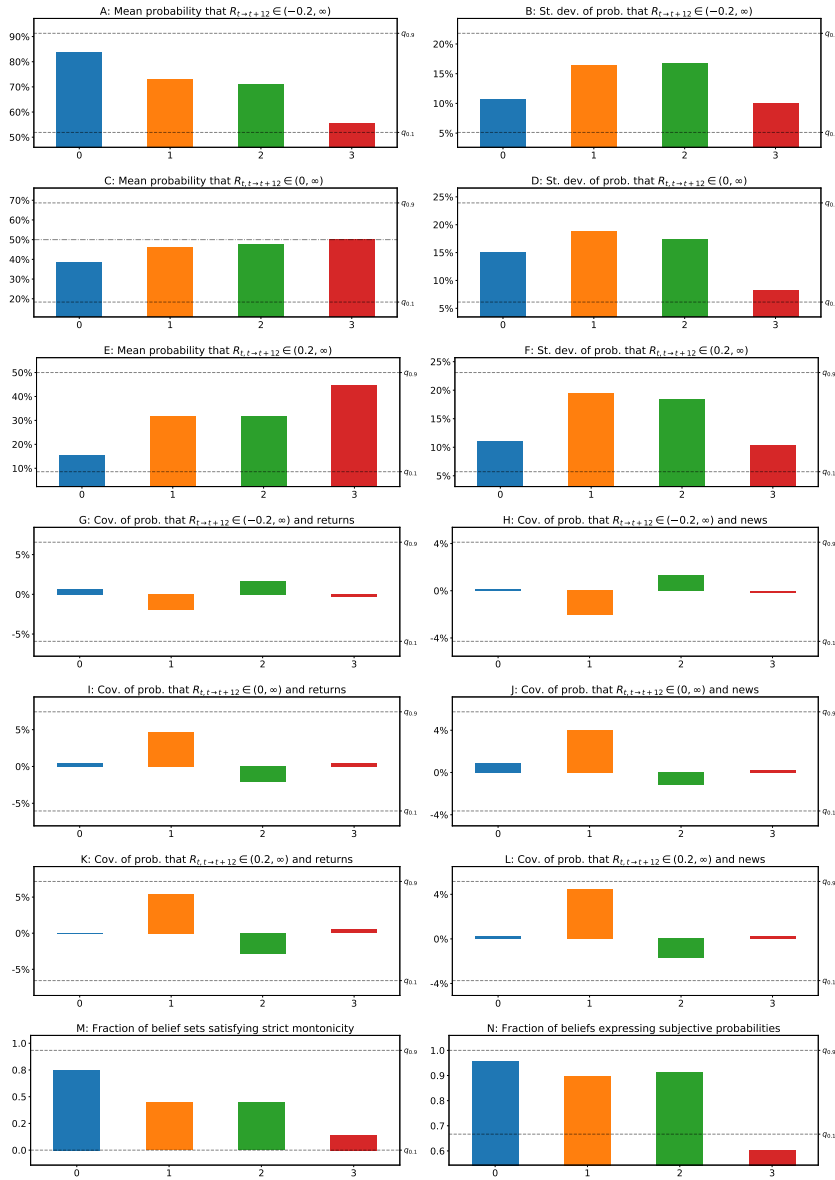 A: Mean probability that R_{t→t+12} ∈ (−0.2, ∞)
90%
80%
70%
60%
50%
q_{0.9}
q_{0.1}
0 1 2 3
B: St. dev. of prob. that R_{t→t+12} ∈ (−0.2, ∞)
20%
15%
10%
5%
q_{0.
q_{0.
0 1 2 3
C: Mean probability that R_{t,t→t+12} ∈ (0, ∞)
70%
60%
50%
40%
30%
20%
q_{0.9}
q_{0.1}
0 1 2 3
D: St. dev. of prob. that R_{t,t→t+12} ∈ (0, ∞)
25%
20%
15%
10%
5%
q_{0.
q_{0.
0 1 2 3
E: Mean probability that R_{t,t→t+12} ∈ (0.2, ∞)
50%
40%
30%
20%
10%
q_{0.9}
q_{0.1}
0 1 2 3
F: St. dev. of prob. that R_{t,t→t+12} ∈ (0.2, ∞)
25%
20%
15%
10%
5%
q_{0.
q_{0.
0 1 2 3
G: Cov. of prob. that R_{t→t+12} ∈ (−0.2, ∞) and returns
5%
0%
-5%
q_{0.9}
q_{0.1}
0 1 2 3
H: Cov. of prob. that R_{t→t+12} ∈ (−0.2, ∞) and news
4%
0%
-4%
q_{0.9}
q_{0.1}
0 1 2 3
I: Cov. of prob. that R_{t,t→t+12} ∈ (0, ∞) and returns
5%
0%
-5%
q_{0.9}
q_{0.1}
0 1 2 3
J: Cov. of prob. that R_{t,t→t+12} ∈ (0, ∞) and news
4%
0%
-4%
q_{0.9}
q_{0.1}
0 1 2 3
K: Cov. of prob. that R_{t,t→t+12} ∈ (0.2, ∞) and returns
5%
0%
-5%
q_{0.9}
q_{0.1}
0 1 2 3
L: Cov. of prob. that R_{t,t→t+12} ∈ (0.2, ∞) and news
4%
0%
-4%
q_{0.9}
q_{0.1}
0 1 2 3
M: Fraction of belief sets satisfying strict montonicity
1.0
0.8
0.5
0.2
0.0
q_{0.9}
q_{0.1}
0 1 2 3
N: Fraction of beliefs expressing subjective probabilities
1.0
0.9
0.8
0.7
0.6
q_{0.9}
q_{0.1}
0 1 2 3